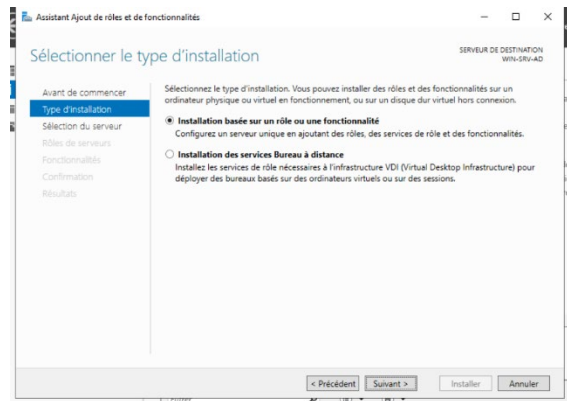 Assistant Ajout de rôles et de fonctionnalités
Sélectionner le type d'installation
SERVEUR DE DESTINATION
WIN-SRV-AD
Avant de commencer
Type d'installation
Sélection du serveur
Rôles de serveurs
Fonctionnalités
Confirmation
Résultats
Sélectionnez le type d'installation. Vous pouvez installer des rôles et des fonctionnalités sur un
ordinateur physique ou virtuel en fonctionnement, ou sur un disque dur virtuel hors connexion.
Installation basée sur un rôle ou une fonctionnalité
Configurez un serveur unique en ajoutant des rôles, des services de rôle et des fonctionnalités.
Installation des services Bureau à distance
Installez les services de rôle nécessaires à l'infrastructure VDI (Virtual Desktop Infrastructure) pour
déployer des bureaux basés sur des ordinateurs virtuels ou sur des sessions.
< Précédent
Suivant >
Installer
Annuler